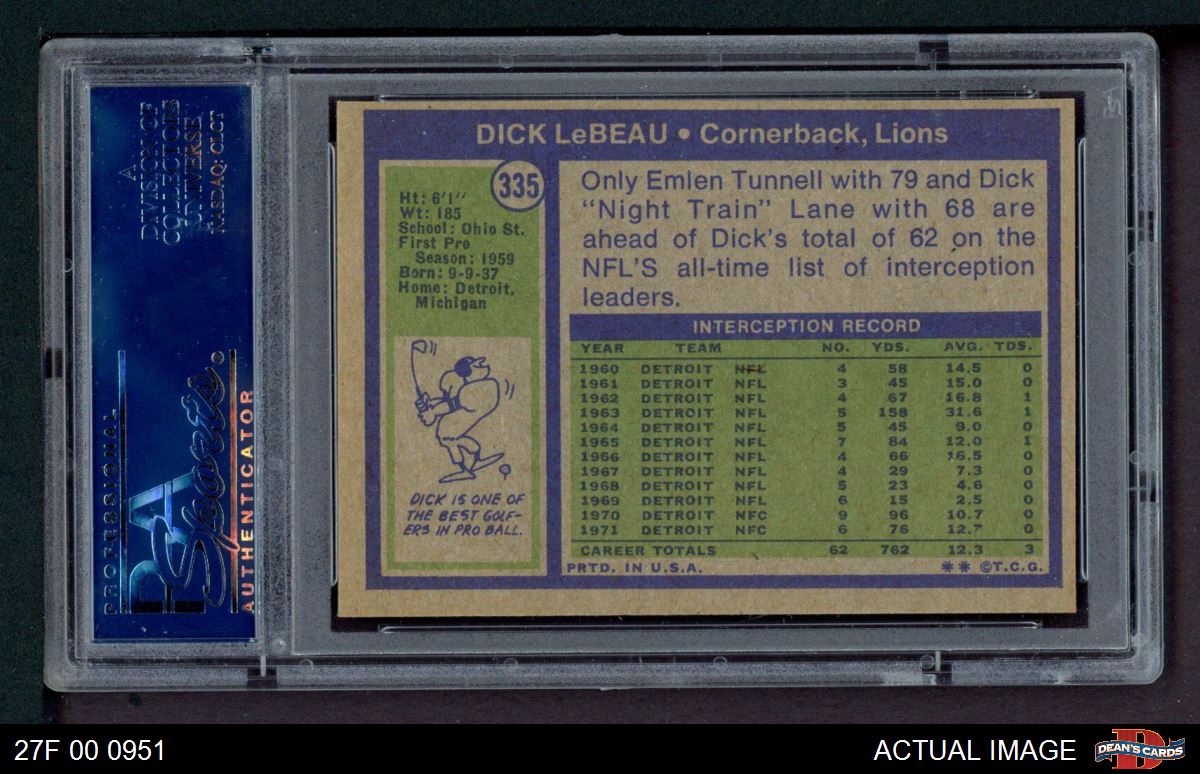 A
DIVISION OF
COLLECTORS
UNIVERSE
NASDAQ: CLCT
PROFESSIONAL
PSA
Sports®
AUTHENTICATOR
DICK LeBEAU • Cornerback, Lions
335
Ht: 6'1''
Wt: 185
School: Ohio St.
First Pro
Season: 1959
Born: 9-9-37
Home: Detroit,
Michigan
DICK IS ONE OF
THE BEST GOLF-
ERS IN PRO BALL.
Only Emlen Tunnell with 79 and Dick
“Night Train” Lane with 68 are
ahead of Dick's total of 62 on the
NFL'S all-time list of interception
leaders.
INTERCEPTION RECORD
YEAR TEAM NO. YDS. AVG. TDS.
1960 DETROIT NFL 4 58 14.5 0
1961 DETROIT NFL 3 45 15.0 0
1962 DETROIT NFL 4 67 16.8 1
1963 DETROIT NFL 5 158 31.6 1
1964 DETROIT NFL 5 45 9.0 0
1965 DETROIT NFL 7 84 12.0 1
1966 DETROIT NFL 4 66 16.5 0
1967 DETROIT NFL 4 29 7.3 0
1968 DETROIT NFL 5 23 4.6 0
1969 DETROIT NFL 6 15 2.5 0
1970 DETROIT NFC 9 96 10.7 0
1971 DETROIT NFC 6 76 12.7 0
CAREER TOTALS 62 762 12.3 3
PRTD. IN U.S.A. ** ©T.C.G.
27F 00 0951
ACTUAL IMAGE
DEAN'S CARDS